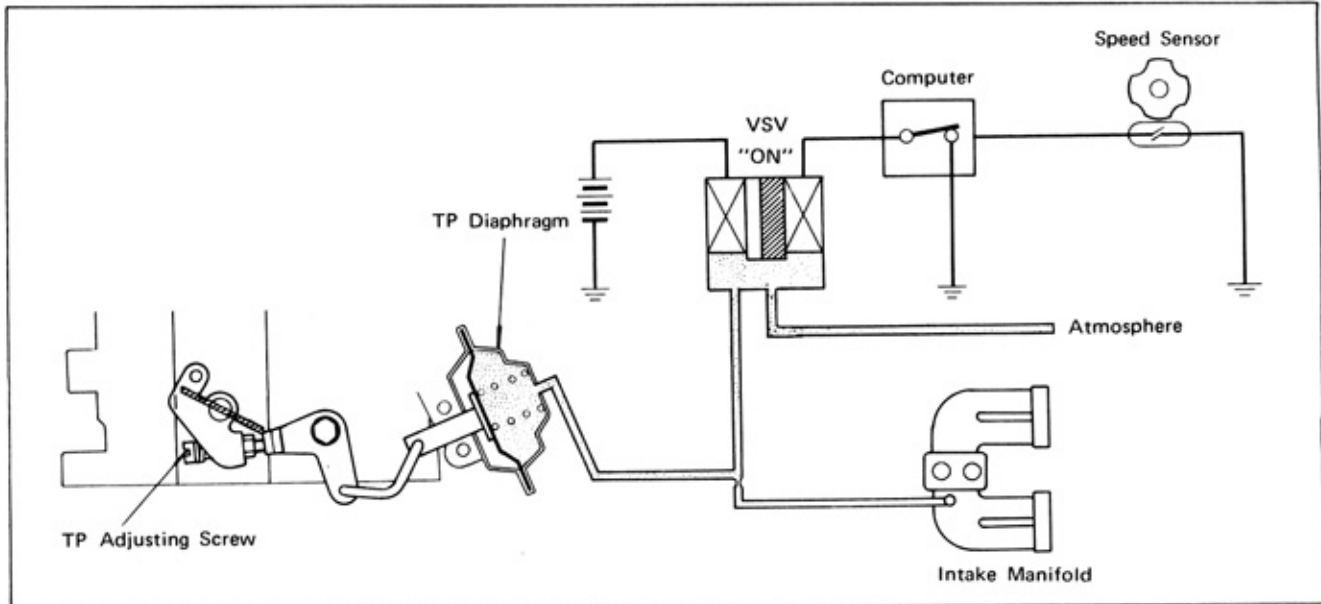 Speed Sensor
Computer
VSV
"ON"
TP Diaphragm
Atmosphere
TP Adjusting Screw
Intake Manifold